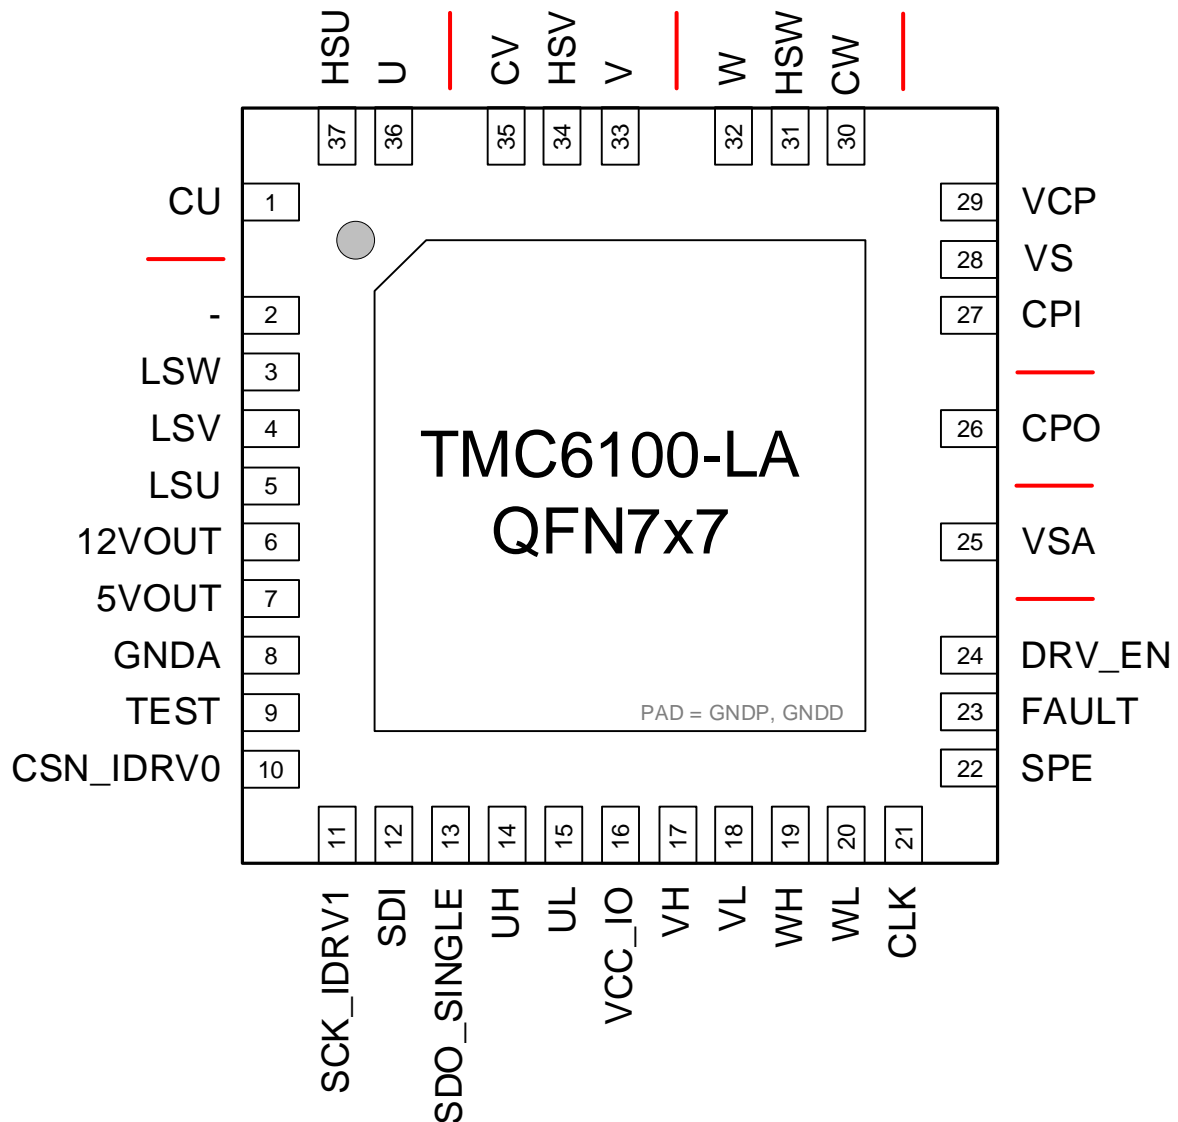 HSU
U
CV
HSV
V
W
HSW
CW
37
36
35
34
33
32
31
30
CU 1
- 2
LSW 3
LSV 4
LSU 5
12VOUT 6
5VOUT 7
GNDA 8
TEST 9
CSN_IDRV0 10
TMC6100-LA
QFN7x7
PAD = GNDP, GNDD
29 VCP
28 VS
27 CPI
26 CPO
25 VSA
24 DRV_EN
23 FAULT
22 SPE
11
12
13
14
15
16
17
18
19
20
21
SCK_IDRV1
SDI
SDO_SINGLE
UH
UL
VCC_IO
VH
VL
WH
WL
CLK